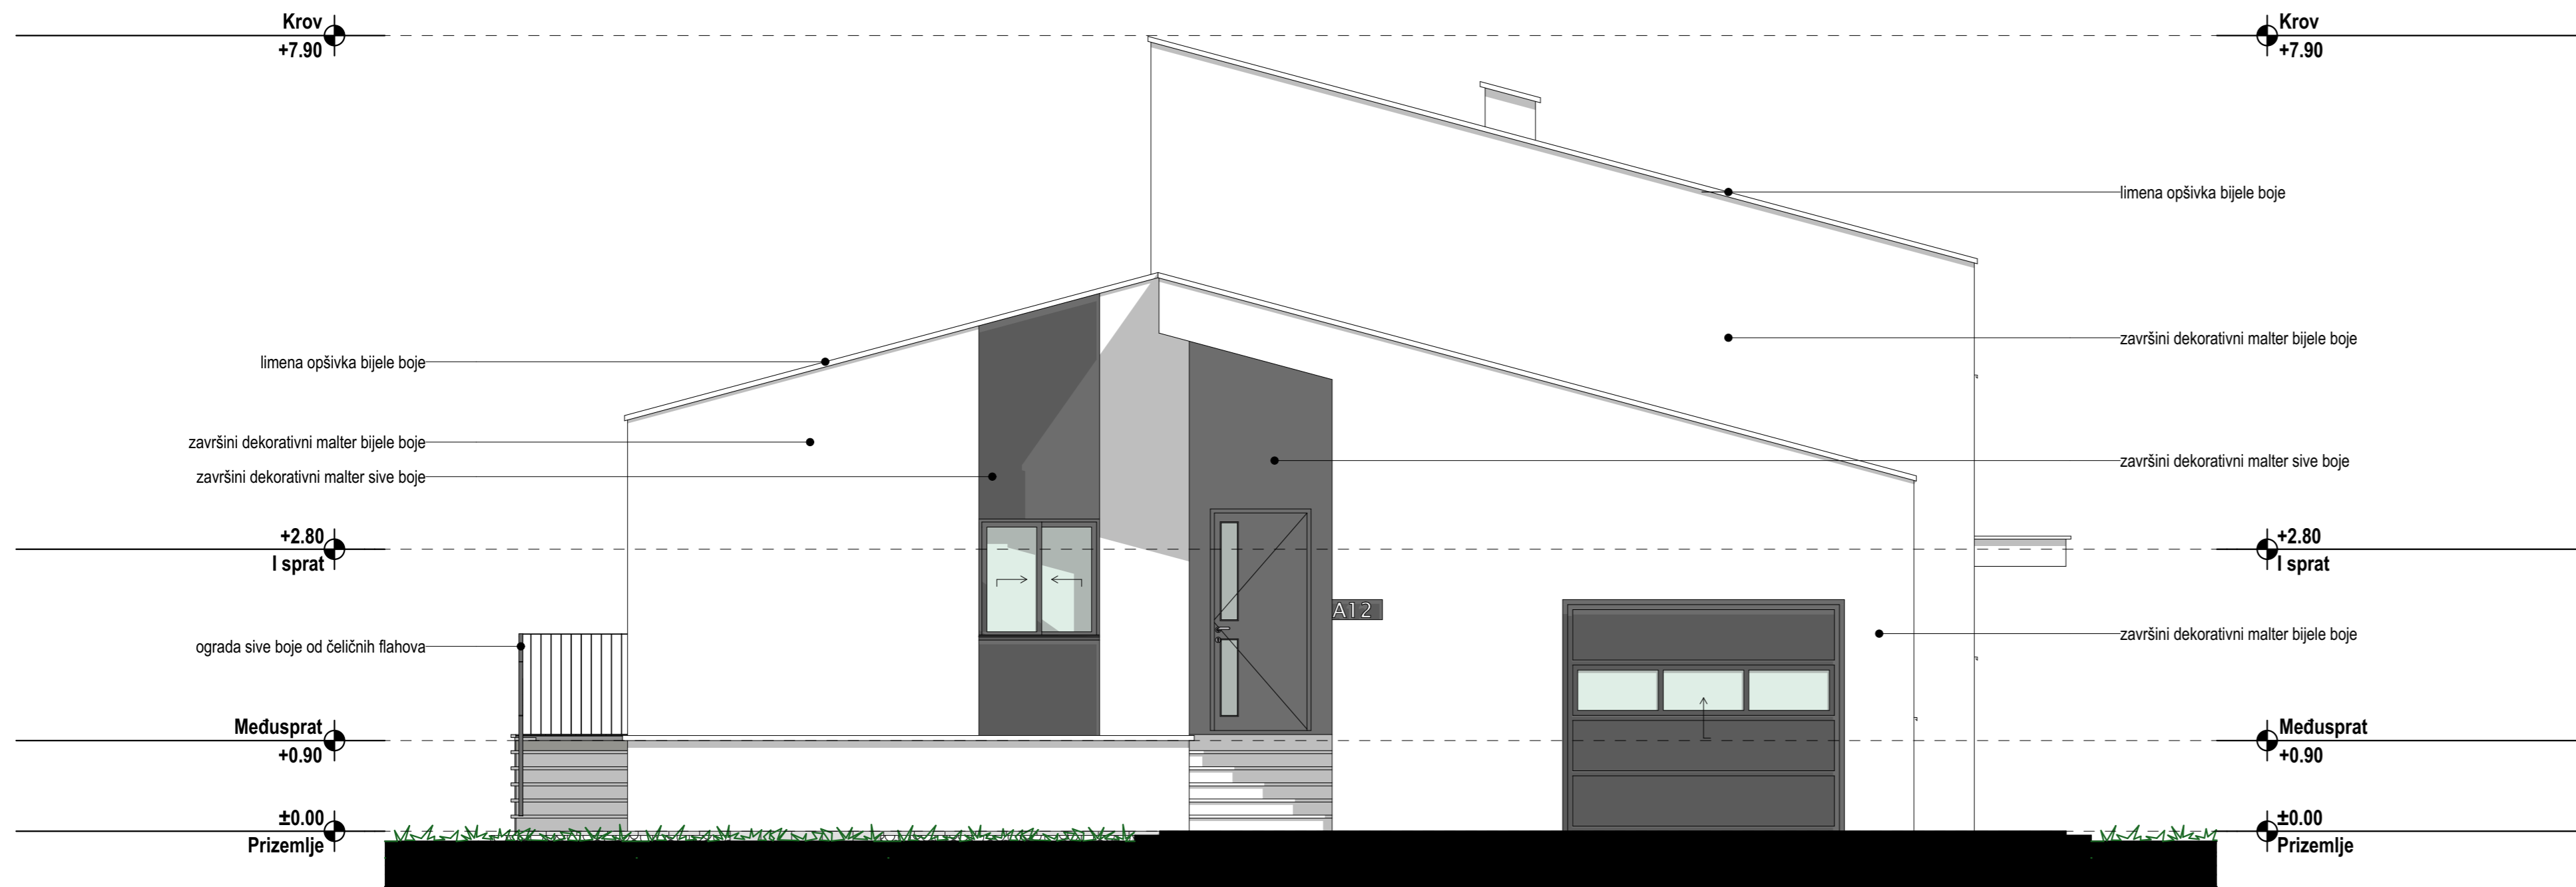 Krov
+7.90
Krov
+7.90
limena opšivka bijele boje
završini dekorativni malter bijele boje
limena opšivka bijele boje
završini dekorativni malter bijele boje
završini dekorativni malter sive boje
završini dekorativni malter sive boje
+2.80
I sprat
+2.80
I sprat
A12
završini dekorativni malter bijele boje
ograda sive boje od čeličnih flahova
Međusprat
+0.90
Međusprat
+0.90
±0.00
Prizemlje
±0.00
Prizemlje